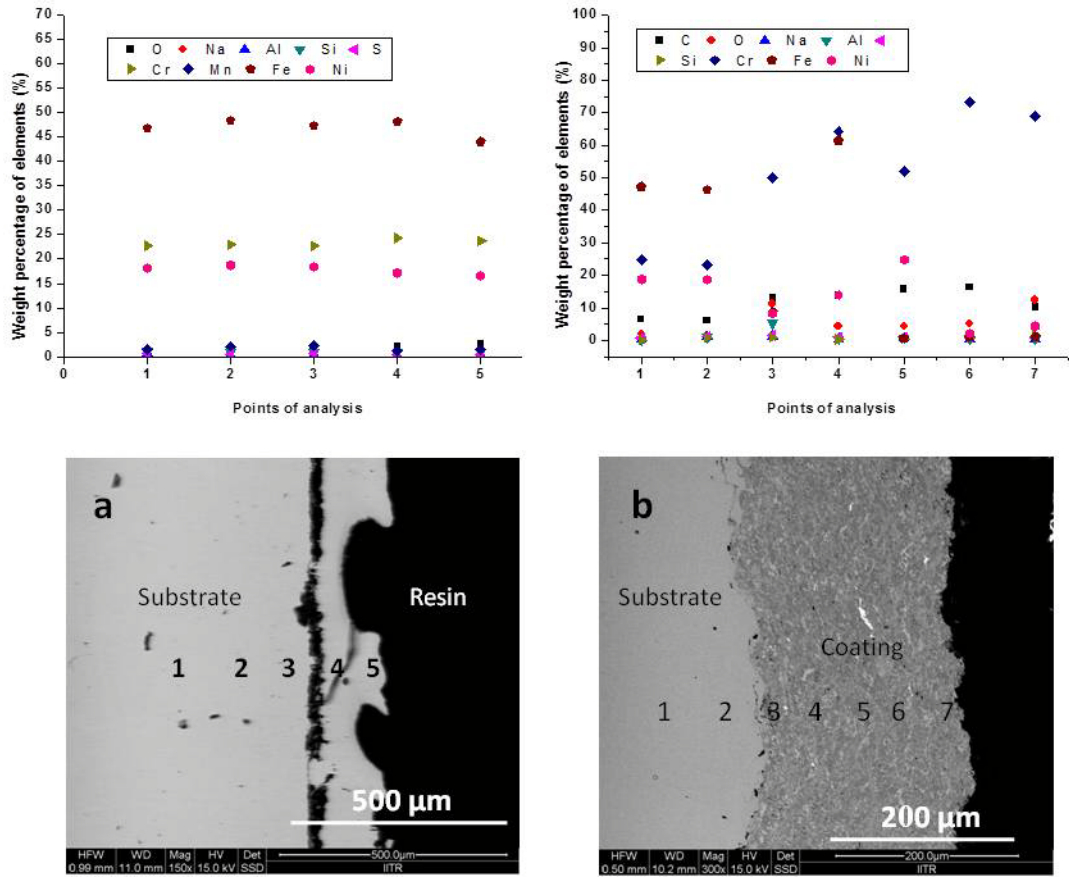 Weight percentage of elements (%)
70
65
60
55
50
45
40
35
30
25
20
15
10
5
0
O Na Al Si S
Cr Mn Fe Ni
0 1 2 3 4 5
Points of analysis
Weight percentage of elements (%)
100
90
80
70
60
50
40
30
20
10
0
C O Na Al
Si Cr Fe Ni
1 2 3 4 5 6 7
Points of analysis
a
Substrate
Resin
1 2 3 4 5
500 μm
HFW WD Mag HV Det 500.0μm
0.99 mm 11.0 mm 150x 15.0 kV SSD IITR
b
Substrate
Coating
1 2 3 4 5 6 7
200 μm
HFW WD Mag HV Det 200.0μm
0.50 mm 10.2 mm 300x 15.0 kV SSD IITR